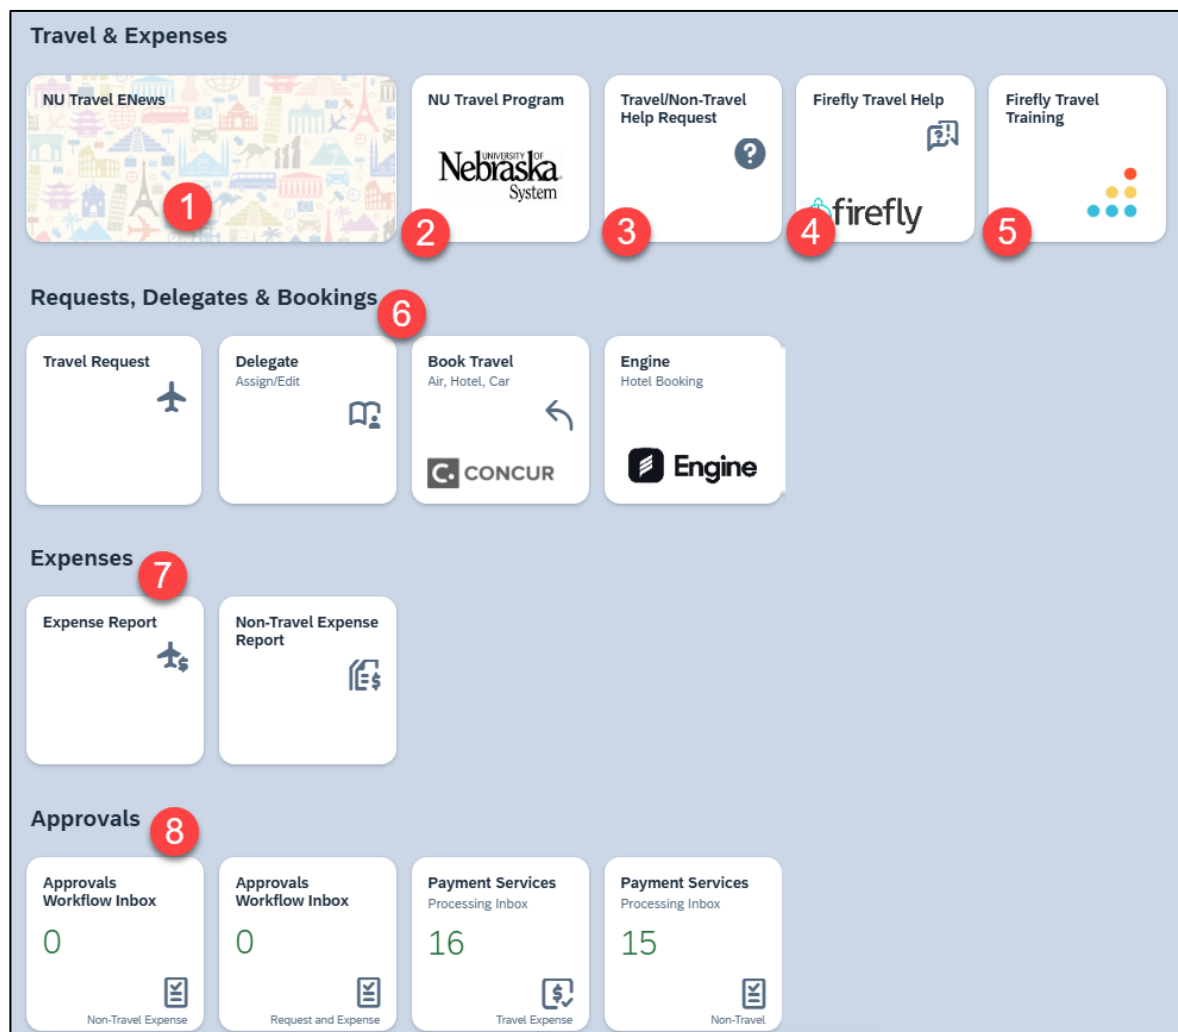 Travel & Expenses
NU Travel ENews
1
NU Travel Program
UNIVERSITY OF
Nebraska
System
2
Travel/Non-Travel
Help Request
?
3
Firefly Travel Help
?!
firefly
4
Firefly Travel
Training
5
Requests, Delegates & Bookings
6
Travel Request
Delegate
Assign/Edit
Book Travel
Air, Hotel, Car
C. CONCUR
Engine
Hotel Booking
Engine
Expenses
7
Expense Report
$
Non-Travel Expense
Report
$
Approvals
8
Approvals
Workflow Inbox
0
Non-Travel Expense
Approvals
Workflow Inbox
0
Request and Expense
Payment Services
Processing Inbox
16
$
Travel Expense
Payment Services
Processing Inbox
15
Non-Travel